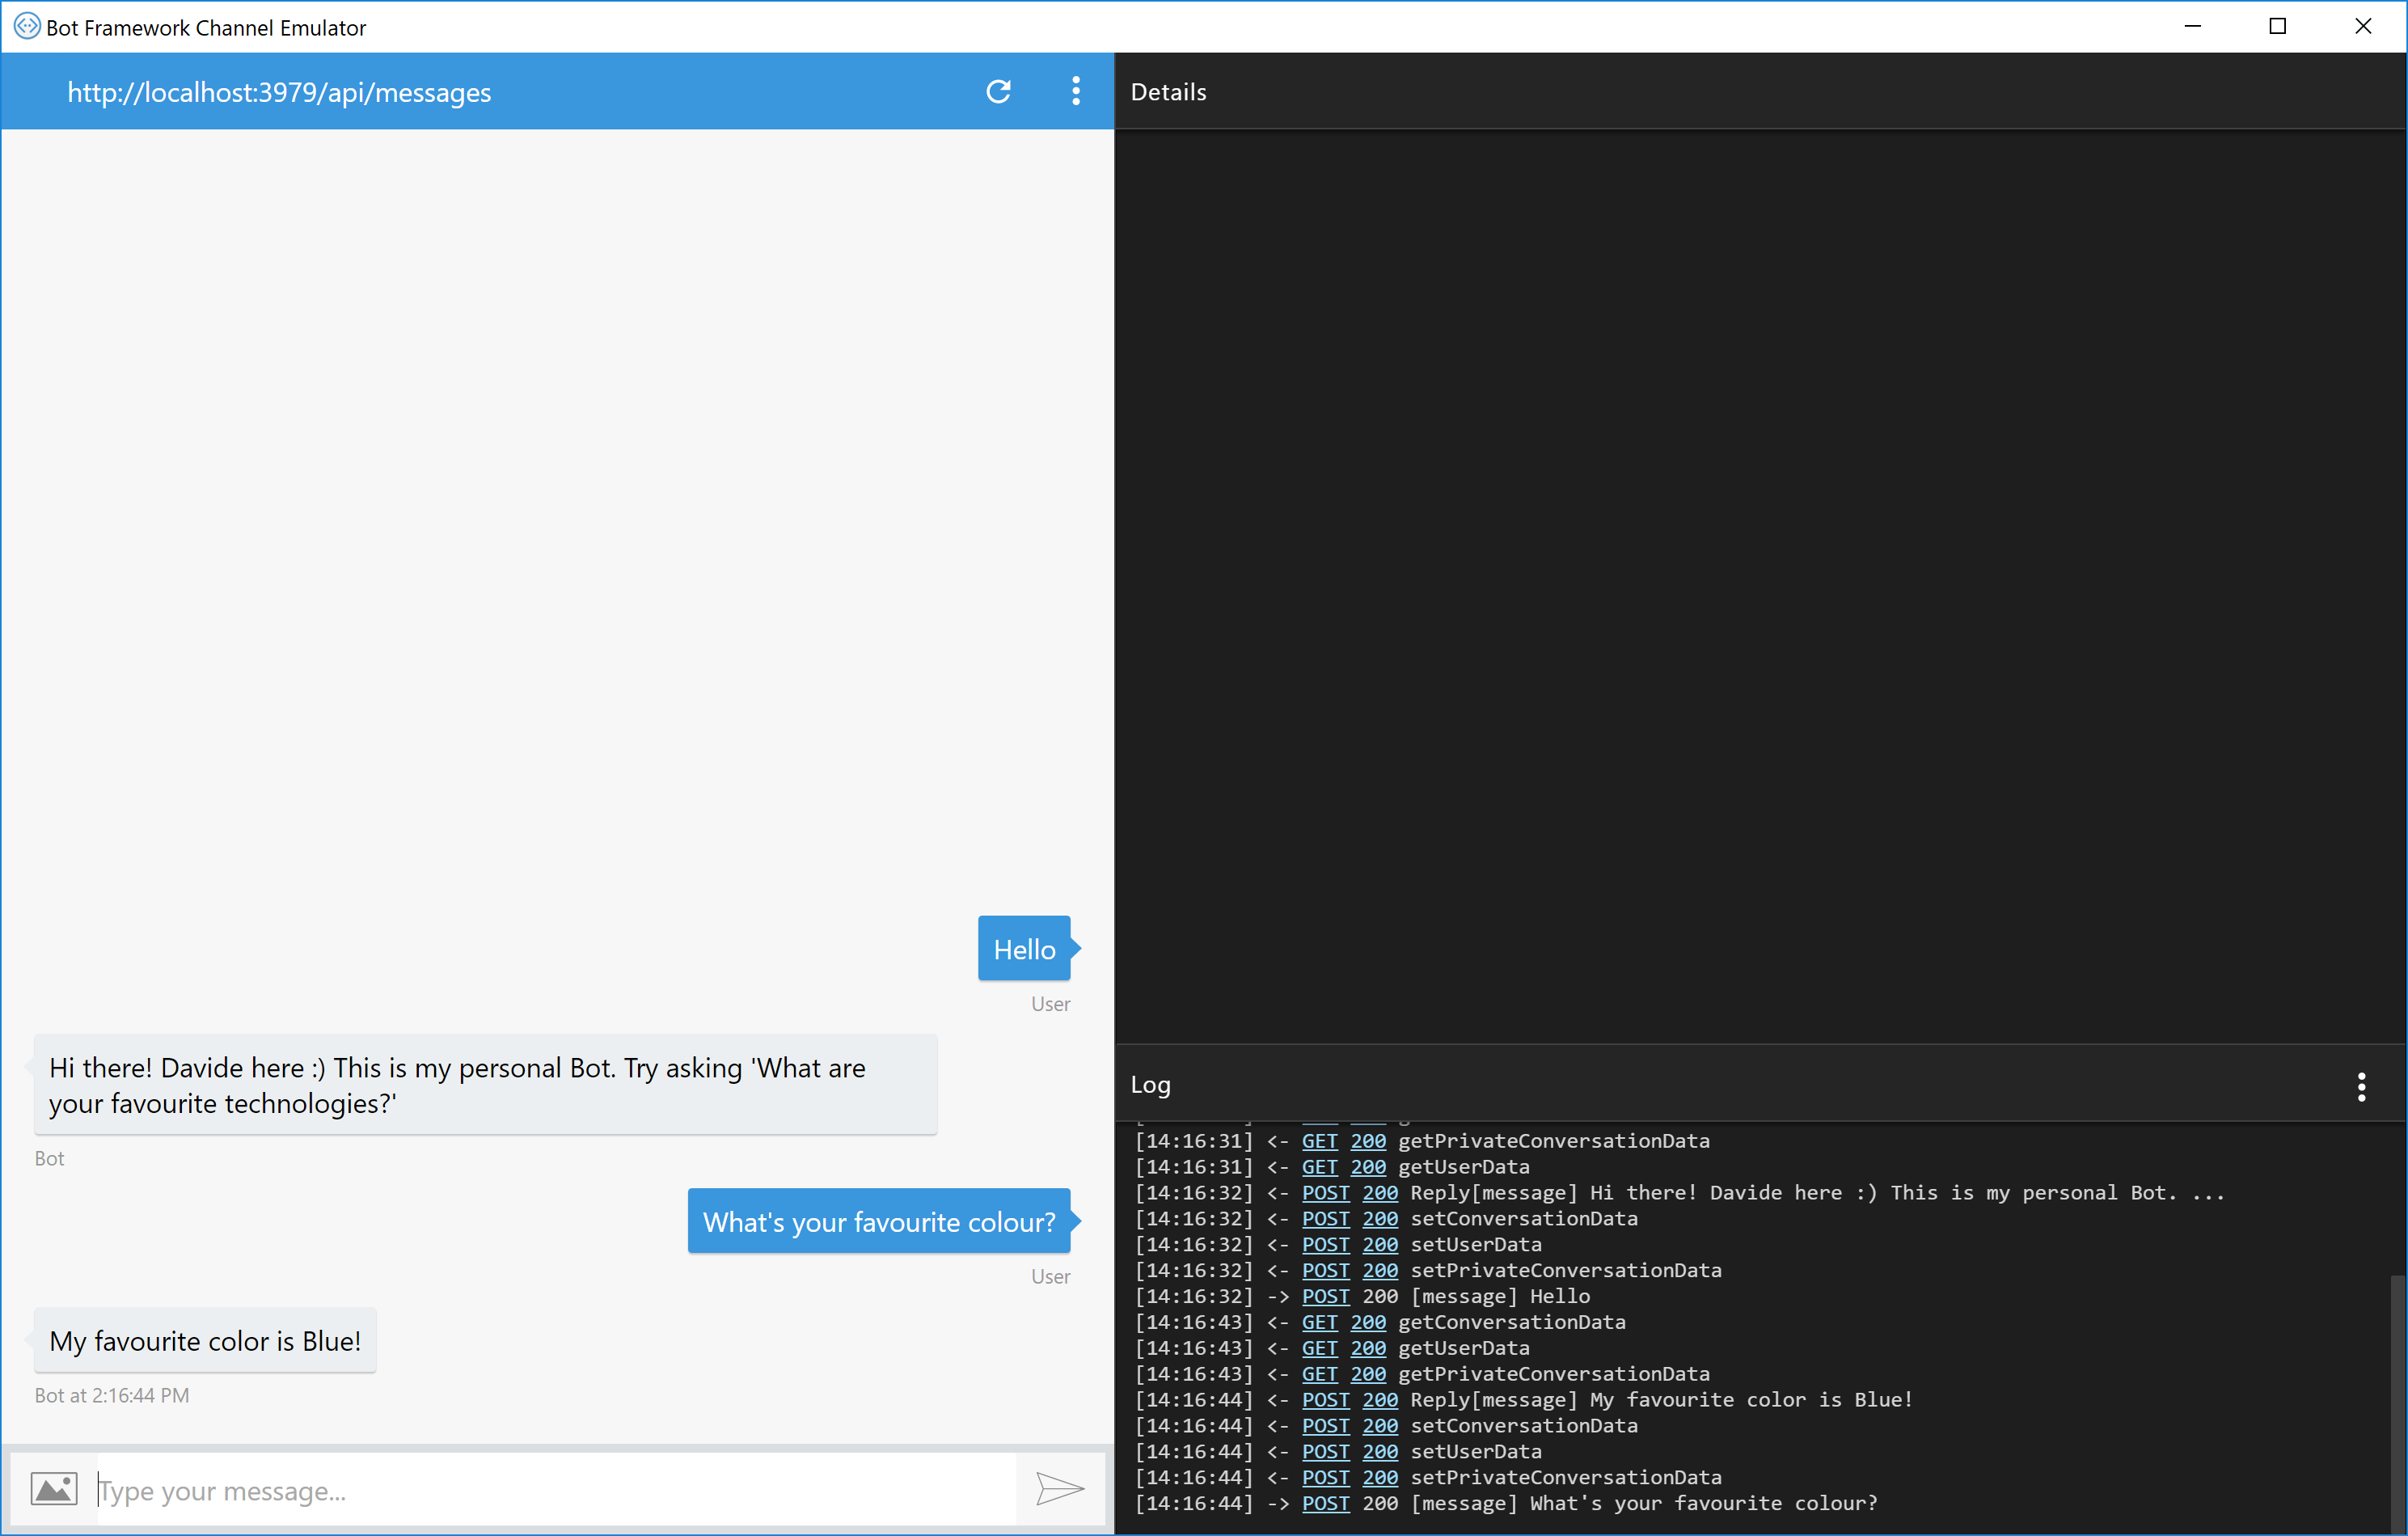 Bot Framework Channel Emulator
http://localhost:3979/api/messages
Hello
User
Hi there! Davide here :) This is my personal Bot. Try asking 'What are
your favourite technologies?'
Bot
What's your favourite colour?
User
My favourite color is Blue!
Bot at 2:16:44 PM
Type your message...
Details
Log
[14:16:31] <- GET 200 getPrivateConversationData
[14:16:31] <- GET 200 getUserData
[14:16:32] <- POST 200 Reply[message] Hi there! Davide here :) This is my personal Bot. ...
[14:16:32] <- POST 200 setConversationData
[14:16:32] <- POST 200 setUserData
[14:16:32] <- POST 200 setPrivateConversationData
[14:16:32] -> POST 200 [message] Hello
[14:16:43] <- GET 200 getConversationData
[14:16:43] <- GET 200 getUserData
[14:16:43] <- GET 200 getPrivateConversationData
[14:16:44] <- POST 200 Reply[message] My favourite color is Blue!
[14:16:44] <- POST 200 setConversationData
[14:16:44] <- POST 200 setUserData
[14:16:44] <- POST 200 setPrivateConversationData
[14:16:44] -> POST 200 [message] What's your favourite colour?